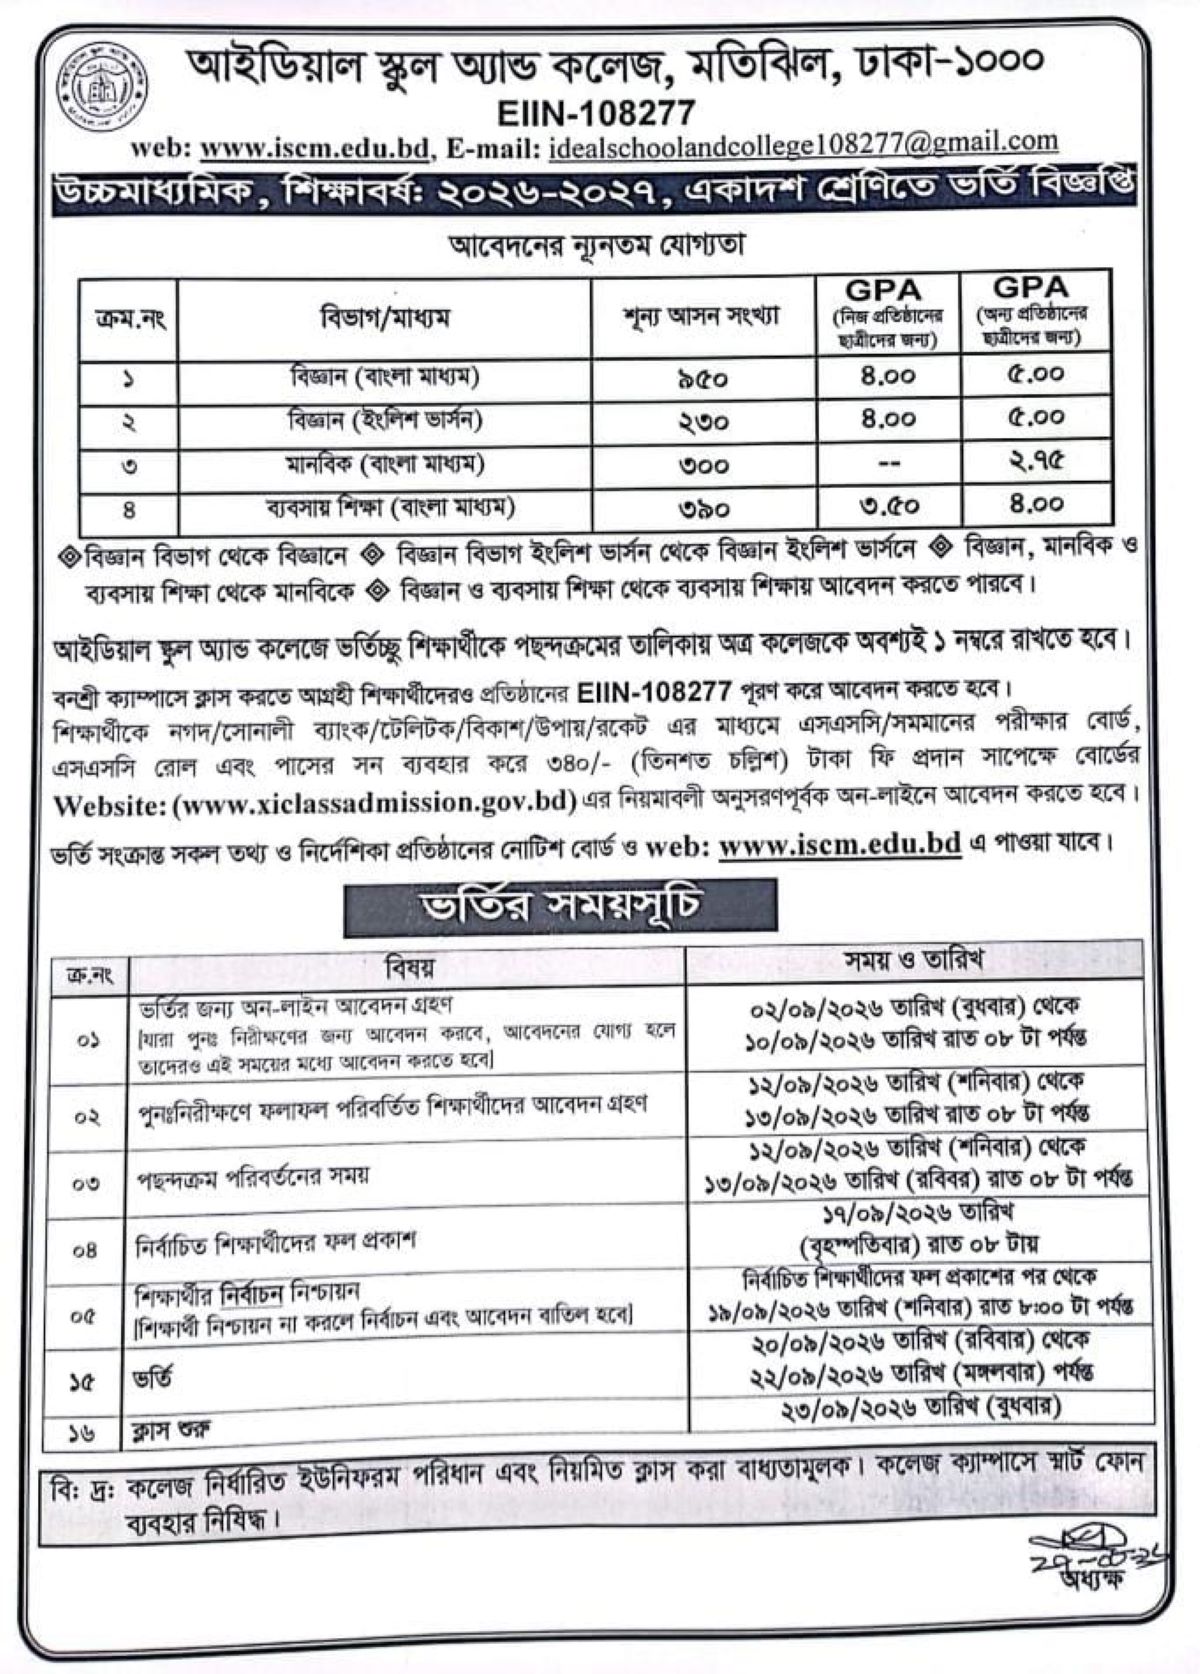 আইডিয়াল স্কুল অ্যান্ড কলেজ, মতিঝিল, ঢাকা-১০০০
EIIN-108277
web: www.iscm.edu.bd, E-mail: idealschoolandcollege108277@gmail.com
উচ্চমাধ্যমিক, শিক্ষাবর্ষ: ২০২৬-২০২৭, একাদশ শ্রেণিতে ভর্তি বিজ্ঞপ্তি
আবেদনের ন্যূনতম যোগ্যতা
ক্রম.নং বিভাগ/মাধ্যম শূন্য আসন সংখ্যা GPA (নিজ প্রতিষ্ঠানের ছাত্রীদের জন্য) GPA (অন্য প্রতিষ্ঠানের ছাত্রীদের জন্য)
১ বিজ্ঞান (বাংলা মাধ্যম) ৯৫০ ৪.০০ ৫.০০
২ বিজ্ঞান (ইংলিশ ভার্সন) ২৩০ ৪.০০ ৫.০০
৩ মানবিক (বাংলা মাধ্যম) ৩০০ -- ২.৭৫
৪ ব্যবসায় শিক্ষা (বাংলা মাধ্যম) ৩৯০ ৩.৫০ ৪.০০
বিজ্ঞান বিভাগ থেকে বিজ্ঞানে বিজ্ঞান বিভাগ ইংলিশ ভার্সন থেকে বিজ্ঞান ইংলিশ ভার্সনে বিজ্ঞান, মানবিক ও
ব্যবসায় শিক্ষা থেকে মানবিকে বিজ্ঞান ও ব্যবসায় শিক্ষা থেকে ব্যবসায় শিক্ষায় আবেদন করতে পারবে।
আইডিয়াল স্কুল অ্যান্ড কলেজে ভর্তিচ্ছু শিক্ষার্থীকে পছন্দক্রমের তালিকায় অত্র কলেজকে অবশ্যই ১ নম্বরে রাখতে হবে।
বনশ্রী ক্যাম্পাসে ক্লাস করতে আগ্রহী শিক্ষার্থীদেরও প্রতিষ্ঠানের EIIN-108277 পূরণ করে আবেদন করতে হবে।
শিক্ষার্থীকে নগদ/সোনালী ব্যাংক/টেলিটক/বিকাশ/উপায়/রকেট এর মাধ্যমে এসএসসি/সমমানের পরীক্ষার বোর্ড,
এসএসসি রোল এবং পাসের সন ব্যবহার করে ৩৪০/- (তিনশত চল্লিশ) টাকা ফি প্রদান সাপেক্ষে বোর্ডের
Website: (www.xiclassadmission.gov.bd) এর নিয়মাবলী অনুসরণপূর্বক অন-লাইনে আবেদন করতে হবে।
ভর্তি সংক্রান্ত সকল তথ্য ও নির্দেশিকা প্রতিষ্ঠানের নোটিশ বোর্ড ও web: www.iscm.edu.bd এ পাওয়া যাবে।
ভর্তির সময়সূচি
ক্র.নং বিষয় সময় ও তারিখ
০১ ভর্তির জন্য অন-লাইন আবেদন গ্রহণ
[যারা পুনঃ নিরীক্ষণের জন্য আবেদন করবে, আবেদনের যোগ্য হলে
তাদেরও এই সময়ের মধ্যে আবেদন করতে হবে]
০২/০৯/২০২৬ তারিখ (বুধবার) থেকে
১০/০৯/২০২৬ তারিখ রাত ০৮ টা পর্যন্ত
০২ পুনঃনিরীক্ষণে ফলাফল পরিবর্তিত শিক্ষার্থীদের আবেদন গ্রহণ
১২/০৯/২০২৬ তারিখ (শনিবার) থেকে
১৩/০৯/২০২৬ তারিখ রাত ০৮ টা পর্যন্ত
০৩ পছন্দক্রম পরিবর্তনের সময়
১২/০৯/২০২৬ তারিখ (শনিবার) থেকে
১৩/০৯/২০২৬ তারিখ (রবিবর) রাত ০৮ টা পর্যন্ত
০৪ নির্বাচিত শিক্ষার্থীদের ফল প্রকাশ
১৭/০৯/২০২৬ তারিখ
(বৃহস্পতিবার) রাত ০৮ টায়
০৫ শিক্ষার্থীর নির্বাচন নিশ্চায়ন
[শিক্ষার্থী নিশ্চায়ন না করলে নির্বাচন এবং আবেদন বাতিল হবে]
নির্বাচিত শিক্ষার্থীদের ফল প্রকাশের পর থেকে
১৯/০৯/২০২৬ তারিখ (শনিবার) রাত ৮:০০ টা পর্যন্ত
১৫ ভর্তি
২০/০৯/২০২৬ তারিখ (রবিবার) থেকে
২২/০৯/২০২৬ তারিখ (মঙ্গলবার) পর্যন্ত
১৬ ক্লাস শুরু ২৩/০৯/২০২৬ তারিখ (বুধবার)
বি: দ্র: কলেজ নির্ধারিত ইউনিফরম পরিধান এবং নিয়মিত ক্লাস করা বাধ্যতামূলক। কলেজ ক্যাম্পাসে স্মার্ট ফোন
ব্যবহার নিষিদ্ধ।
অধ্যক্ষ